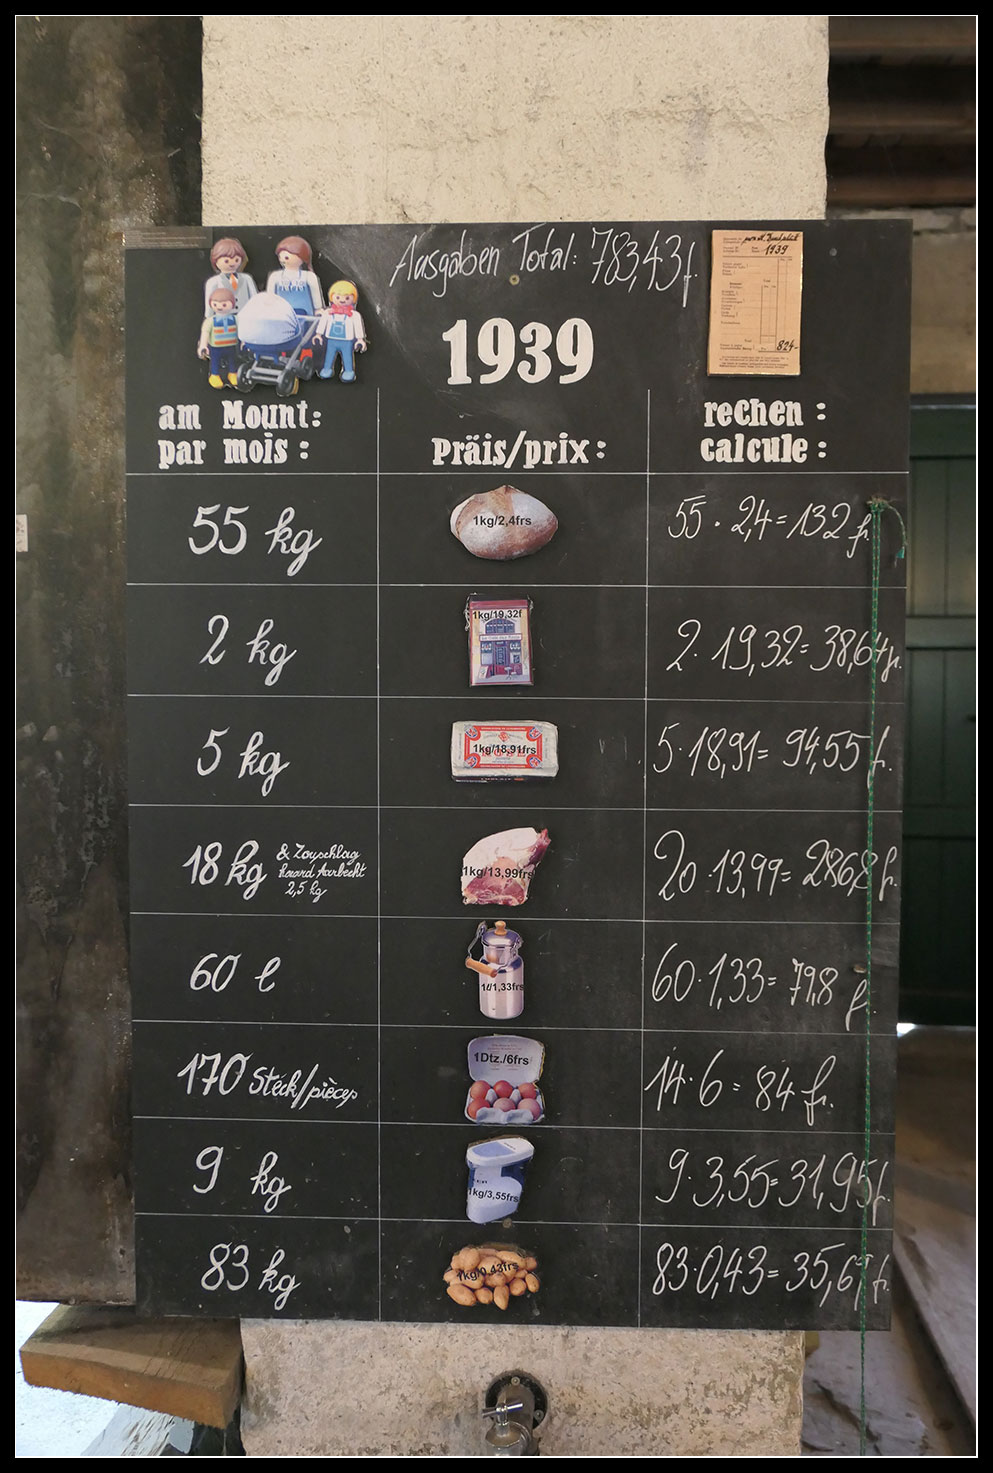 Ausgaben Total: 783,43f.
1939
824-
1939
am Mount:
par mois :
Präis/prix :
rechen :
calcule :
55 kg
1kg/2,4frs
55 · 2,4 = 132 f.
2 kg
1kg/19,32f
2 · 19,32 = 38,64 fr.
5 kg
1kg/18,91frs
5 · 18,91 = 94,55 f.
18 kg
& Zouschlag
haard Aarbecht
2,5 kg
1kg/13,99frs
20 · 13,99 = 286,8 f.
60 l
1l/1,33frs
60 · 1,33 = 79,8 f
170 Stéck/pièces
1Dtz./6frs
14 · 6 = 84 fr.
9 kg
1kg/3,55frs
9 · 3,55 = 31,95 f.
83 kg
1kg/0,43frs
83 · 0,43 = 35,69 f.